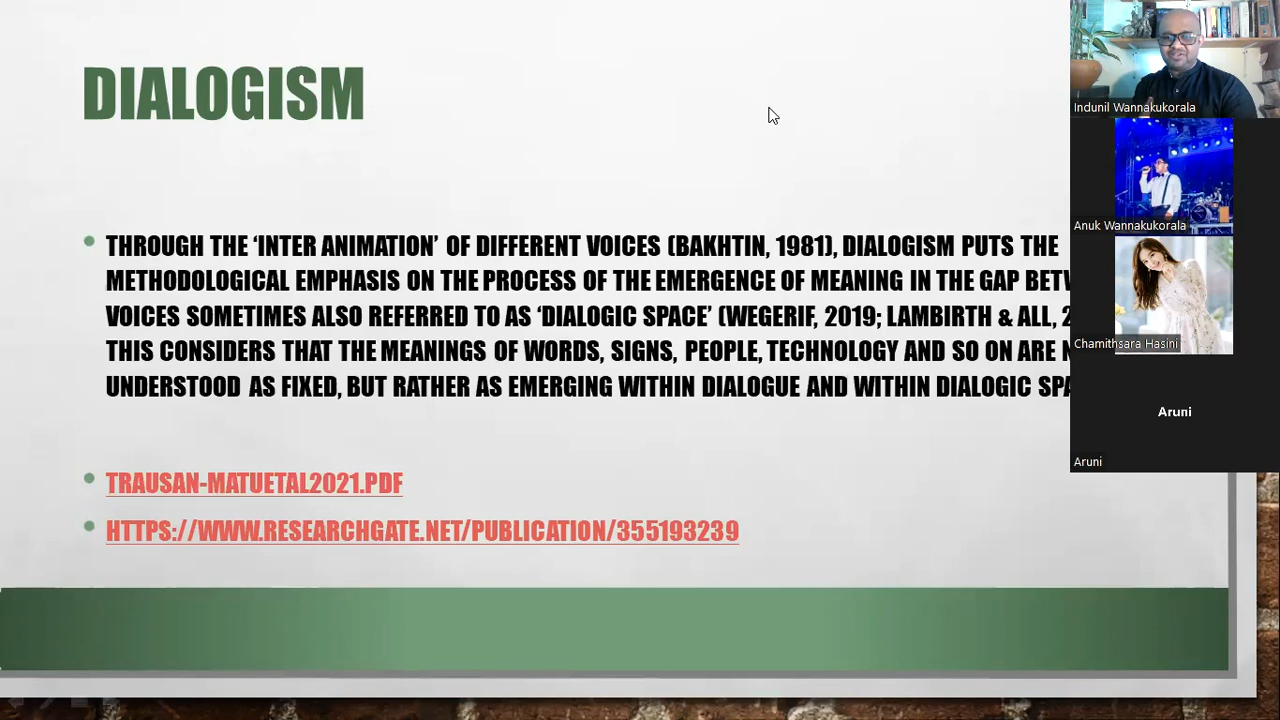 DIALOGISM
THROUGH THE ‘INTER ANIMATION’ OF DIFFERENT VOICES (BAKHTIN, 1981), DIALOGISM PUTS THE
METHODOLOGICAL EMPHASIS ON THE PROCESS OF THE EMERGENCE OF MEANING IN THE GAP
VOICES SOMETIMES ALSO REFERRED TO AS ‘DIALOGIC SPACE’ (WEGERIF, 2019; LAMBIRTH & ALL,
THIS CONSIDERS THAT THE MEANINGS OF WORDS, SIGNS, PEOPLE, TECHNOLOGY AND SO ON ARE
UNDERSTOOD AS FIXED, BUT RATHER AS EMERGING WITHIN DIALOGUE AND WITHIN DIALOGIC
TRAUSAN-MATUETAL2021.PDF
HTTPS://WWW.RESEARCHGATE.NET/PUBLICATION/355193239
Indunil Wannakukorala
Anuk Wannakukorala
Chamithsara Hasini
Aruni
Aruni